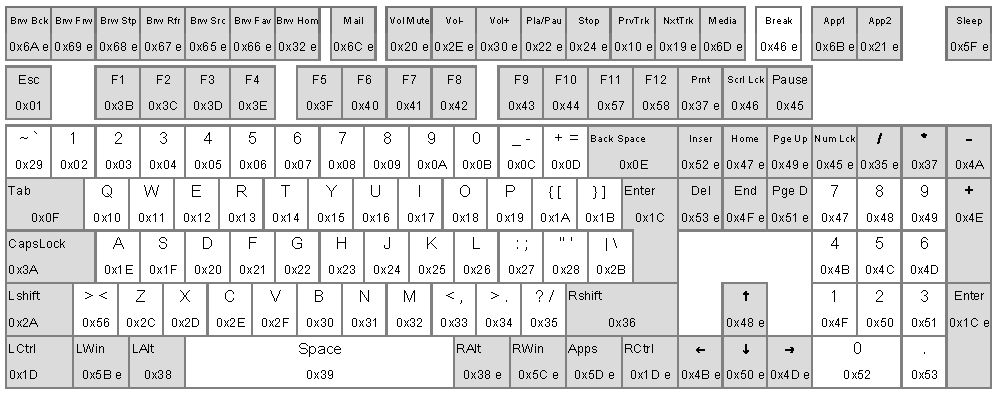 Brw Bck Brw Frw Brw Stp Brw Rfr Brw Src Brw Fav Brw Hom Mail Vol Mute Vol- Vol+ Pla/Pau Stop PrvTrk NxtTrk Media Break App1 App2 Sleep
0x6A e 0x69 e 0x68 e 0x67 e 0x65 e 0x66 e 0x32 e 0x6C e 0x20 e 0x2E e 0x30 e 0x22 e 0x24 e 0x10 e 0x19 e 0x6D e 0x46 e 0x6B e 0x21 e 0x5F e
Esc F1 F2 F3 F4 F5 F6 F7 F8 F9 F10 F11 F12 Prnt Scrl Lck Pause
0x01 0x3B 0x3C 0x3D 0x3E 0x3F 0x40 0x41 0x42 0x43 0x44 0x57 0x58 0x37 e 0x46 0x45
~ ` 1 2 3 4 5 6 7 8 9 0 _ - + = Back Space Inser Home Pge Up Num Lck / * -
0x29 0x02 0x03 0x04 0x05 0x06 0x07 0x08 0x09 0x0A 0x0B 0x0C 0x0D 0x0E 0x52 e 0x47 e 0x49 e 0x45 e 0x35 e 0x37 0x4A
Tab Q W E R T Y U I O P { [ } ] Enter Del End Pge D 7 8 9 +
0x0F 0x10 0x11 0x12 0x13 0x14 0x15 0x16 0x17 0x18 0x19 0x1A 0x1B 0x1C 0x53 e 0x4F e 0x51 e 0x47 0x48 0x49 0x4E
CapsLock A S D F G H J K L : ; " ' | \ 4 5 6
0x3A 0x1E 0x1F 0x20 0x21 0x22 0x23 0x24 0x25 0x26 0x27 0x28 0x2B 0x4B 0x4C 0x4D
Lshift > < Z X C V B N M < , > . ? / Rshift ↑ 1 2 3 Enter
0x2A 0x56 0x2C 0x2D 0x2E 0x2F 0x30 0x31 0x32 0x33 0x34 0x35 0x36 0x48 e 0x4F 0x50 0x51 0x1C e
LCtrl LWin LAlt Space RAlt RWin Apps RCtrl ← ↓ → 0 .
0x1D 0x5B e 0x38 0x39 0x38 e 0x5C e 0x5D e 0x1D e 0x4B e 0x50 e 0x4D e 0x52 0x53